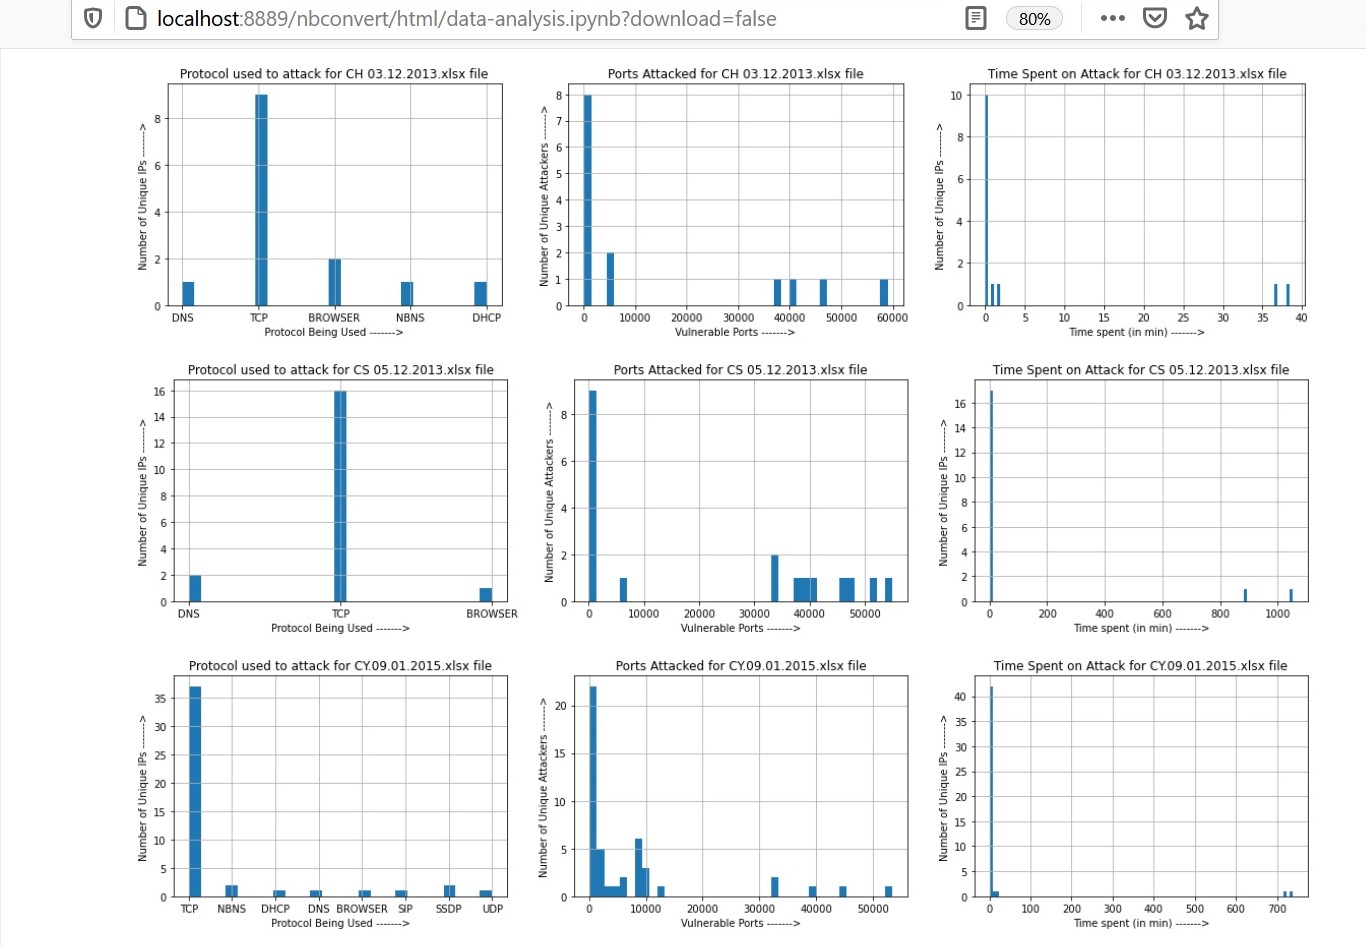 localhost:8889/nbconvert/html/data-analysis.ipynb?download=false
80%
Protocol used to attack for CH 03.12.2013.xlsx file
Number of Unique IPs ------>
8
6
4
2
0
DNS TCP BROWSER NBNS DHCP
Protocol Being Used ------->
Ports Attacked for CH 03.12.2013.xlsx file
Number of Unique Attackers ------->
8
7
6
5
4
3
2
1
0
0 10000 20000 30000 40000 50000 60000
Vulnerable Ports ------->
Time Spent on Attack for CH 03.12.2013.xlsx file
Number of Unique IPs ------>
10
8
6
4
2
0
0 5 10 15 20 25 30 35 40
Time spent (in min) ------->
Protocol used to attack for CS 05.12.2013.xlsx file
Number of Unique IPs ------>
16
14
12
10
8
6
4
2
0
DNS TCP BROWSER
Protocol Being Used ------->
Ports Attacked for CS 05.12.2013.xlsx file
Number of Unique Attackers ------->
8
6
4
2
0
0 10000 20000 30000 40000 50000
Vulnerable Ports ------->
Time Spent on Attack for CS 05.12.2013.xlsx file
Number of Unique IPs ------>
16
14
12
10
8
6
4
2
0
0 200 400 600 800 1000
Time spent (in min) ------->
Protocol used to attack for CY.09.01.2015.xlsx file
Number of Unique IPs ------>
35
30
25
20
15
10
5
0
TCP NBNS DHCP DNS BROWSER SIP SSDP UDP
Protocol Being Used ------->
Ports Attacked for CY.09.01.2015.xlsx file
Number of Unique Attackers ------->
20
15
10
5
0
0 10000 20000 30000 40000 50000
Vulnerable Ports ------->
Time Spent on Attack for CY.09.01.2015.xlsx file
Number of Unique IPs ------>
40
35
30
25
20
15
10
5
0
0 100 200 300 400 500 600 700
Time spent (in min) ------->